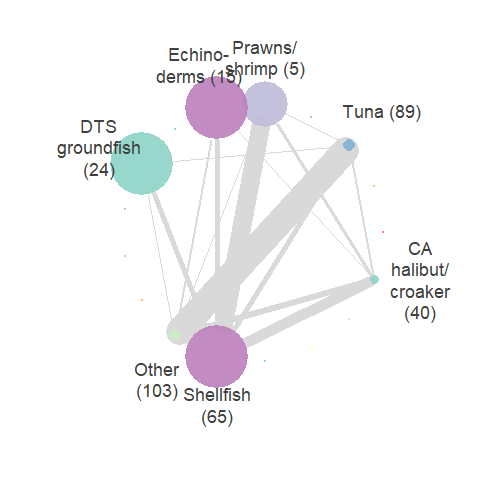 Echino-
derms (15)
Prawns/
shrimp (5)
Tuna (89)
DTS
groundfish
(24)
CA
halibut/
croaker
(40)
Other
(103)
Shellfish
(65)